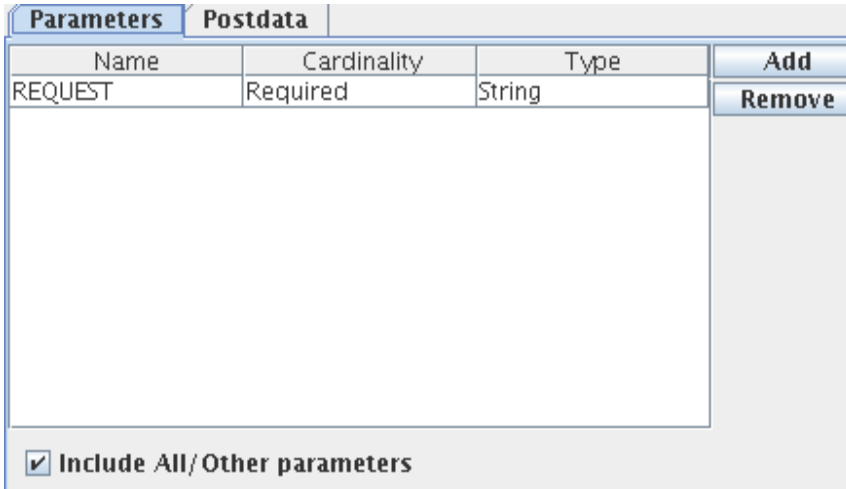 Parameters Postdata
Name Cardinality Type Add
REQUEST Required String Remove
Include All/Other parameters